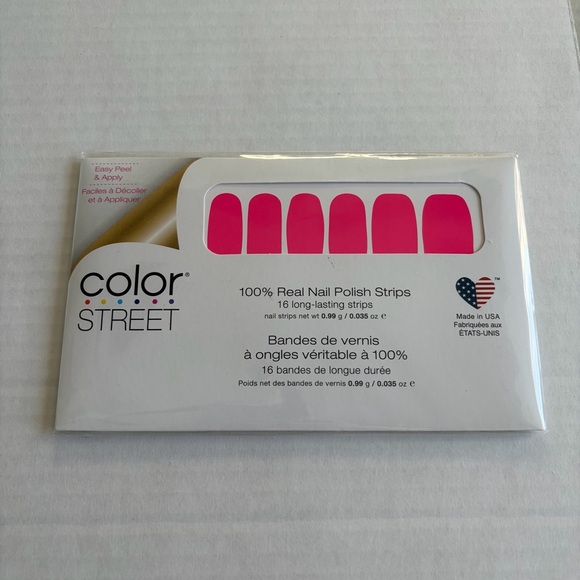 Easy Peel
& Apply
Faciles à Décoller
et à Appliquer
color®
STREET
100% Real Nail Polish Strips
16 long-lasting strips
nail strips net wt 0.99 g / 0.035 oz ℮
Bandes de vernis
à ongles véritable à 100%
16 bandes de longue durée
Poids net des bandes de vernis 0.99 g / 0.035 oz ℮
™
Made in USA
Fabriquées aux
ÉTATS-UNIS